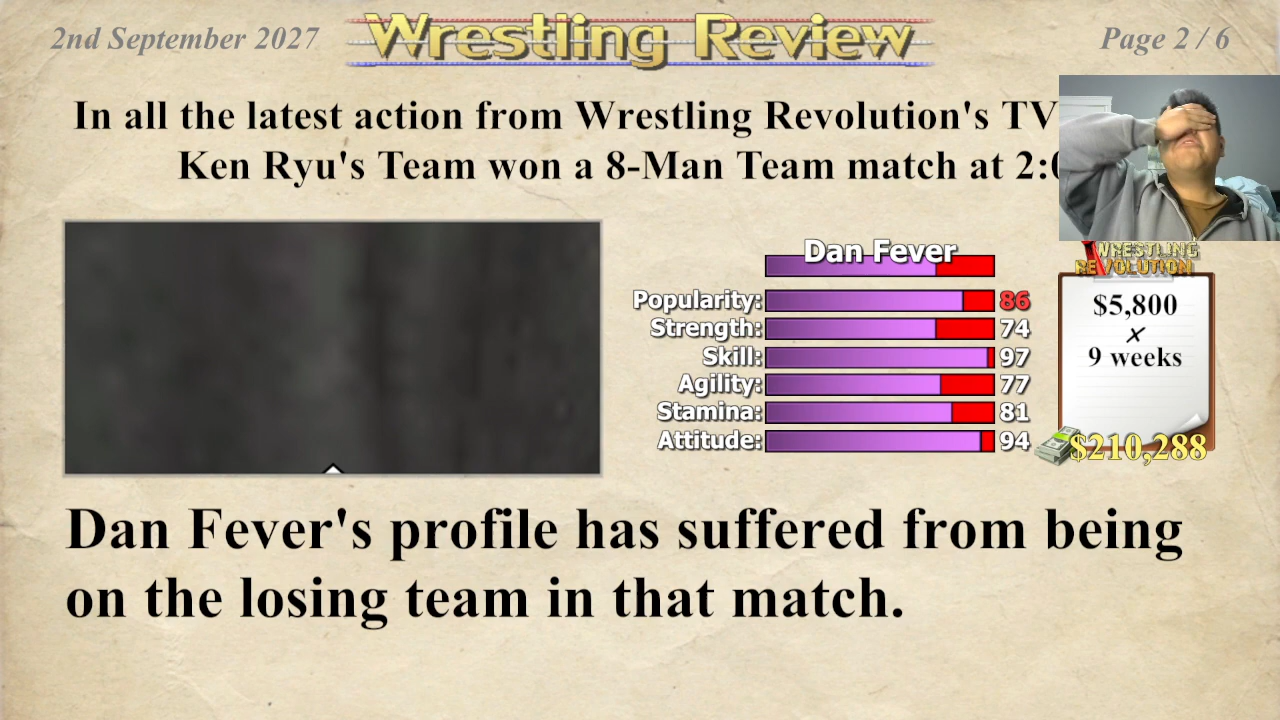 2nd September 2027
Wrestling Review
Page 2 / 6
In all the latest action from Wrestling Revolution's TV
Ken Ryu's Team won a 8-Man Team match at
Dan Fever
Popularity: 86
Strength: 74
Skill: 97
Agility: 77
Stamina: 81
Attitude: 94
WRESTLING
REVOLUTION
$5,800
×
9 weeks
$210,288
Dan Fever's profile has suffered from being
on the losing team in that match.